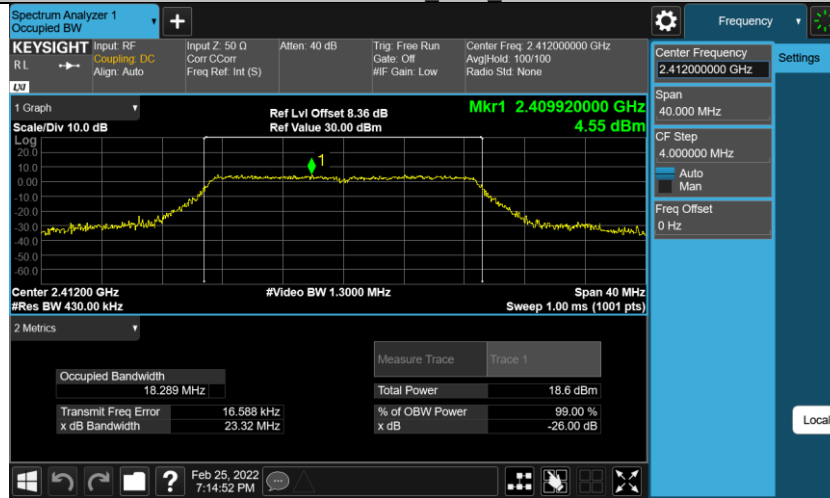 Spectrum Analyzer 1
Occupied BW
+
Frequency
KEYSIGHT
RL
LXI
Input: RF
Coupling: DC
Align: Auto
Input Z: 50 Ω
Corr CCorr
Freq Ref: Int (S)
Atten: 40 dB
Trig: Free Run
Gate: Off
#IF Gain: Low
Center Freq: 2.412000000 GHz
Avg|Hold: 100/100
Radio Std: None
Center Frequency
2.412000000 GHz
Settings
Span
40.000 MHz
CF Step
4.000000 MHz
Auto
Man
Freq Offset
0 Hz
Local
1 Graph
Scale/Div 10.0 dB
Ref Lvl Offset 8.36 dB
Ref Value 30.00 dBm
Mkr1 2.409920000 GHz
4.55 dBm
Log
20.0
10.0
0.00
-10.0
-20.0
-30.0
-40.0
-50.0
-60.0
1
Center 2.41200 GHz
#Video BW 1.3000 MHz
Span 40 MHz
#Res BW 430.00 kHz
Sweep 1.00 ms (1001 pts)
2 Metrics
Measure Trace Trace 1
Occupied Bandwidth
18.289 MHz
Total Power 18.6 dBm
Transmit Freq Error 16.588 kHz
% of OBW Power 99.00 %
x dB Bandwidth 23.32 MHz
x dB -26.00 dB
?
Feb 25, 2022
7:14:52 PM